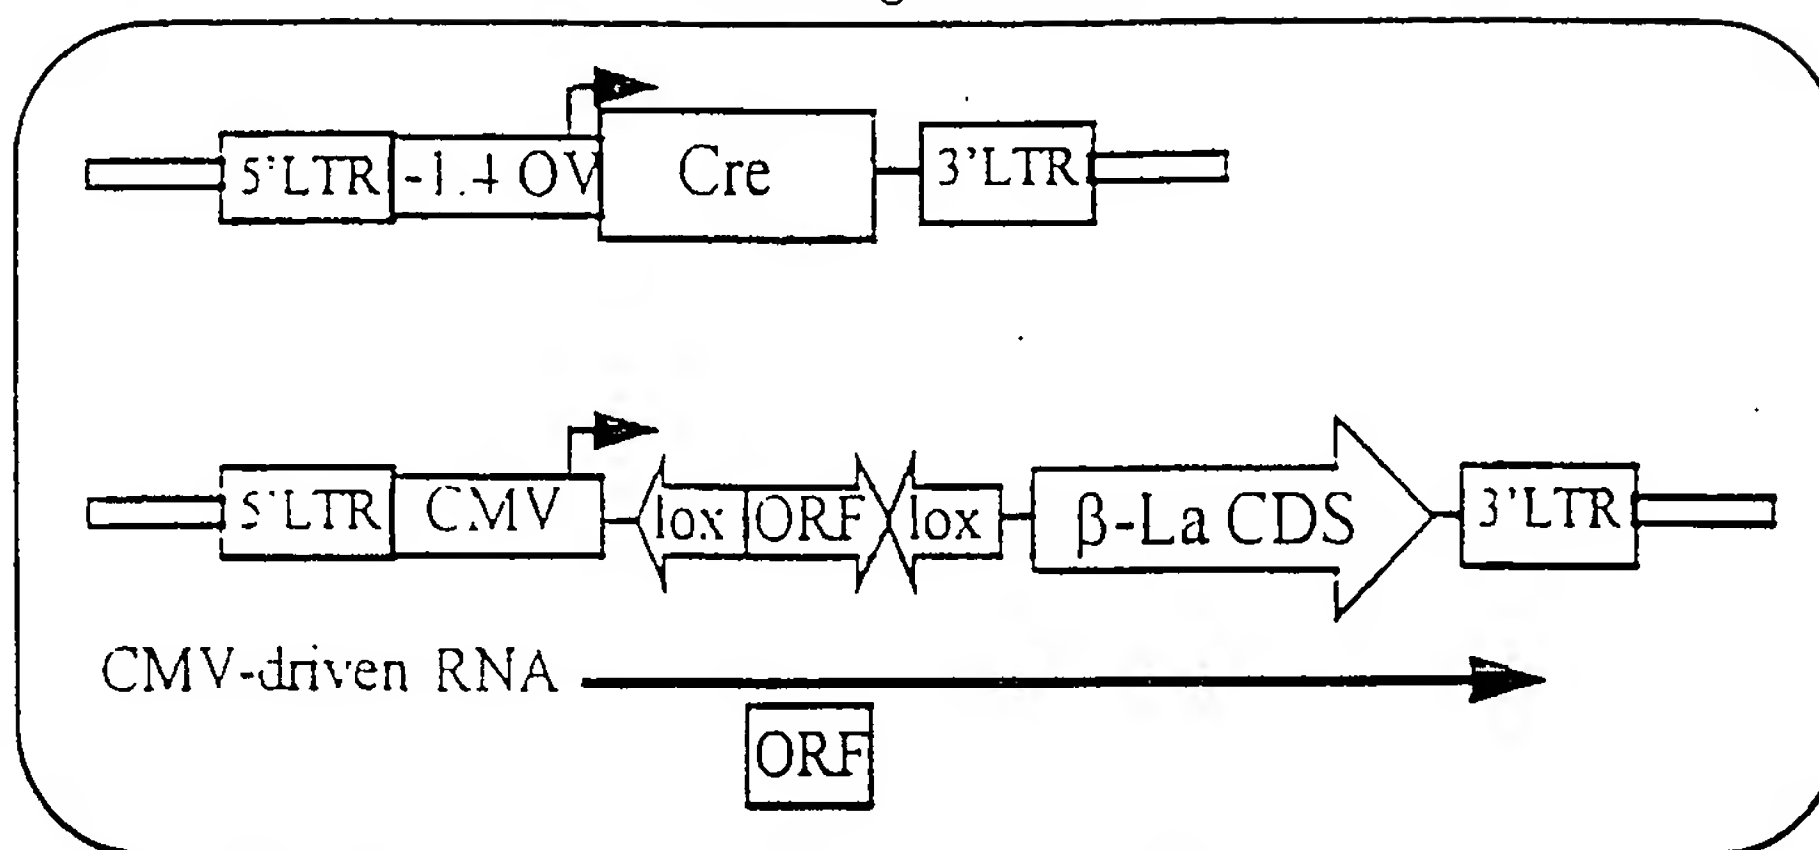 5'LTR -1.4 OV Cre 3'LTR
5'LTR CMV lox ORF lox β-La CDS 3'LTR
CMV-driven RNA
ORF